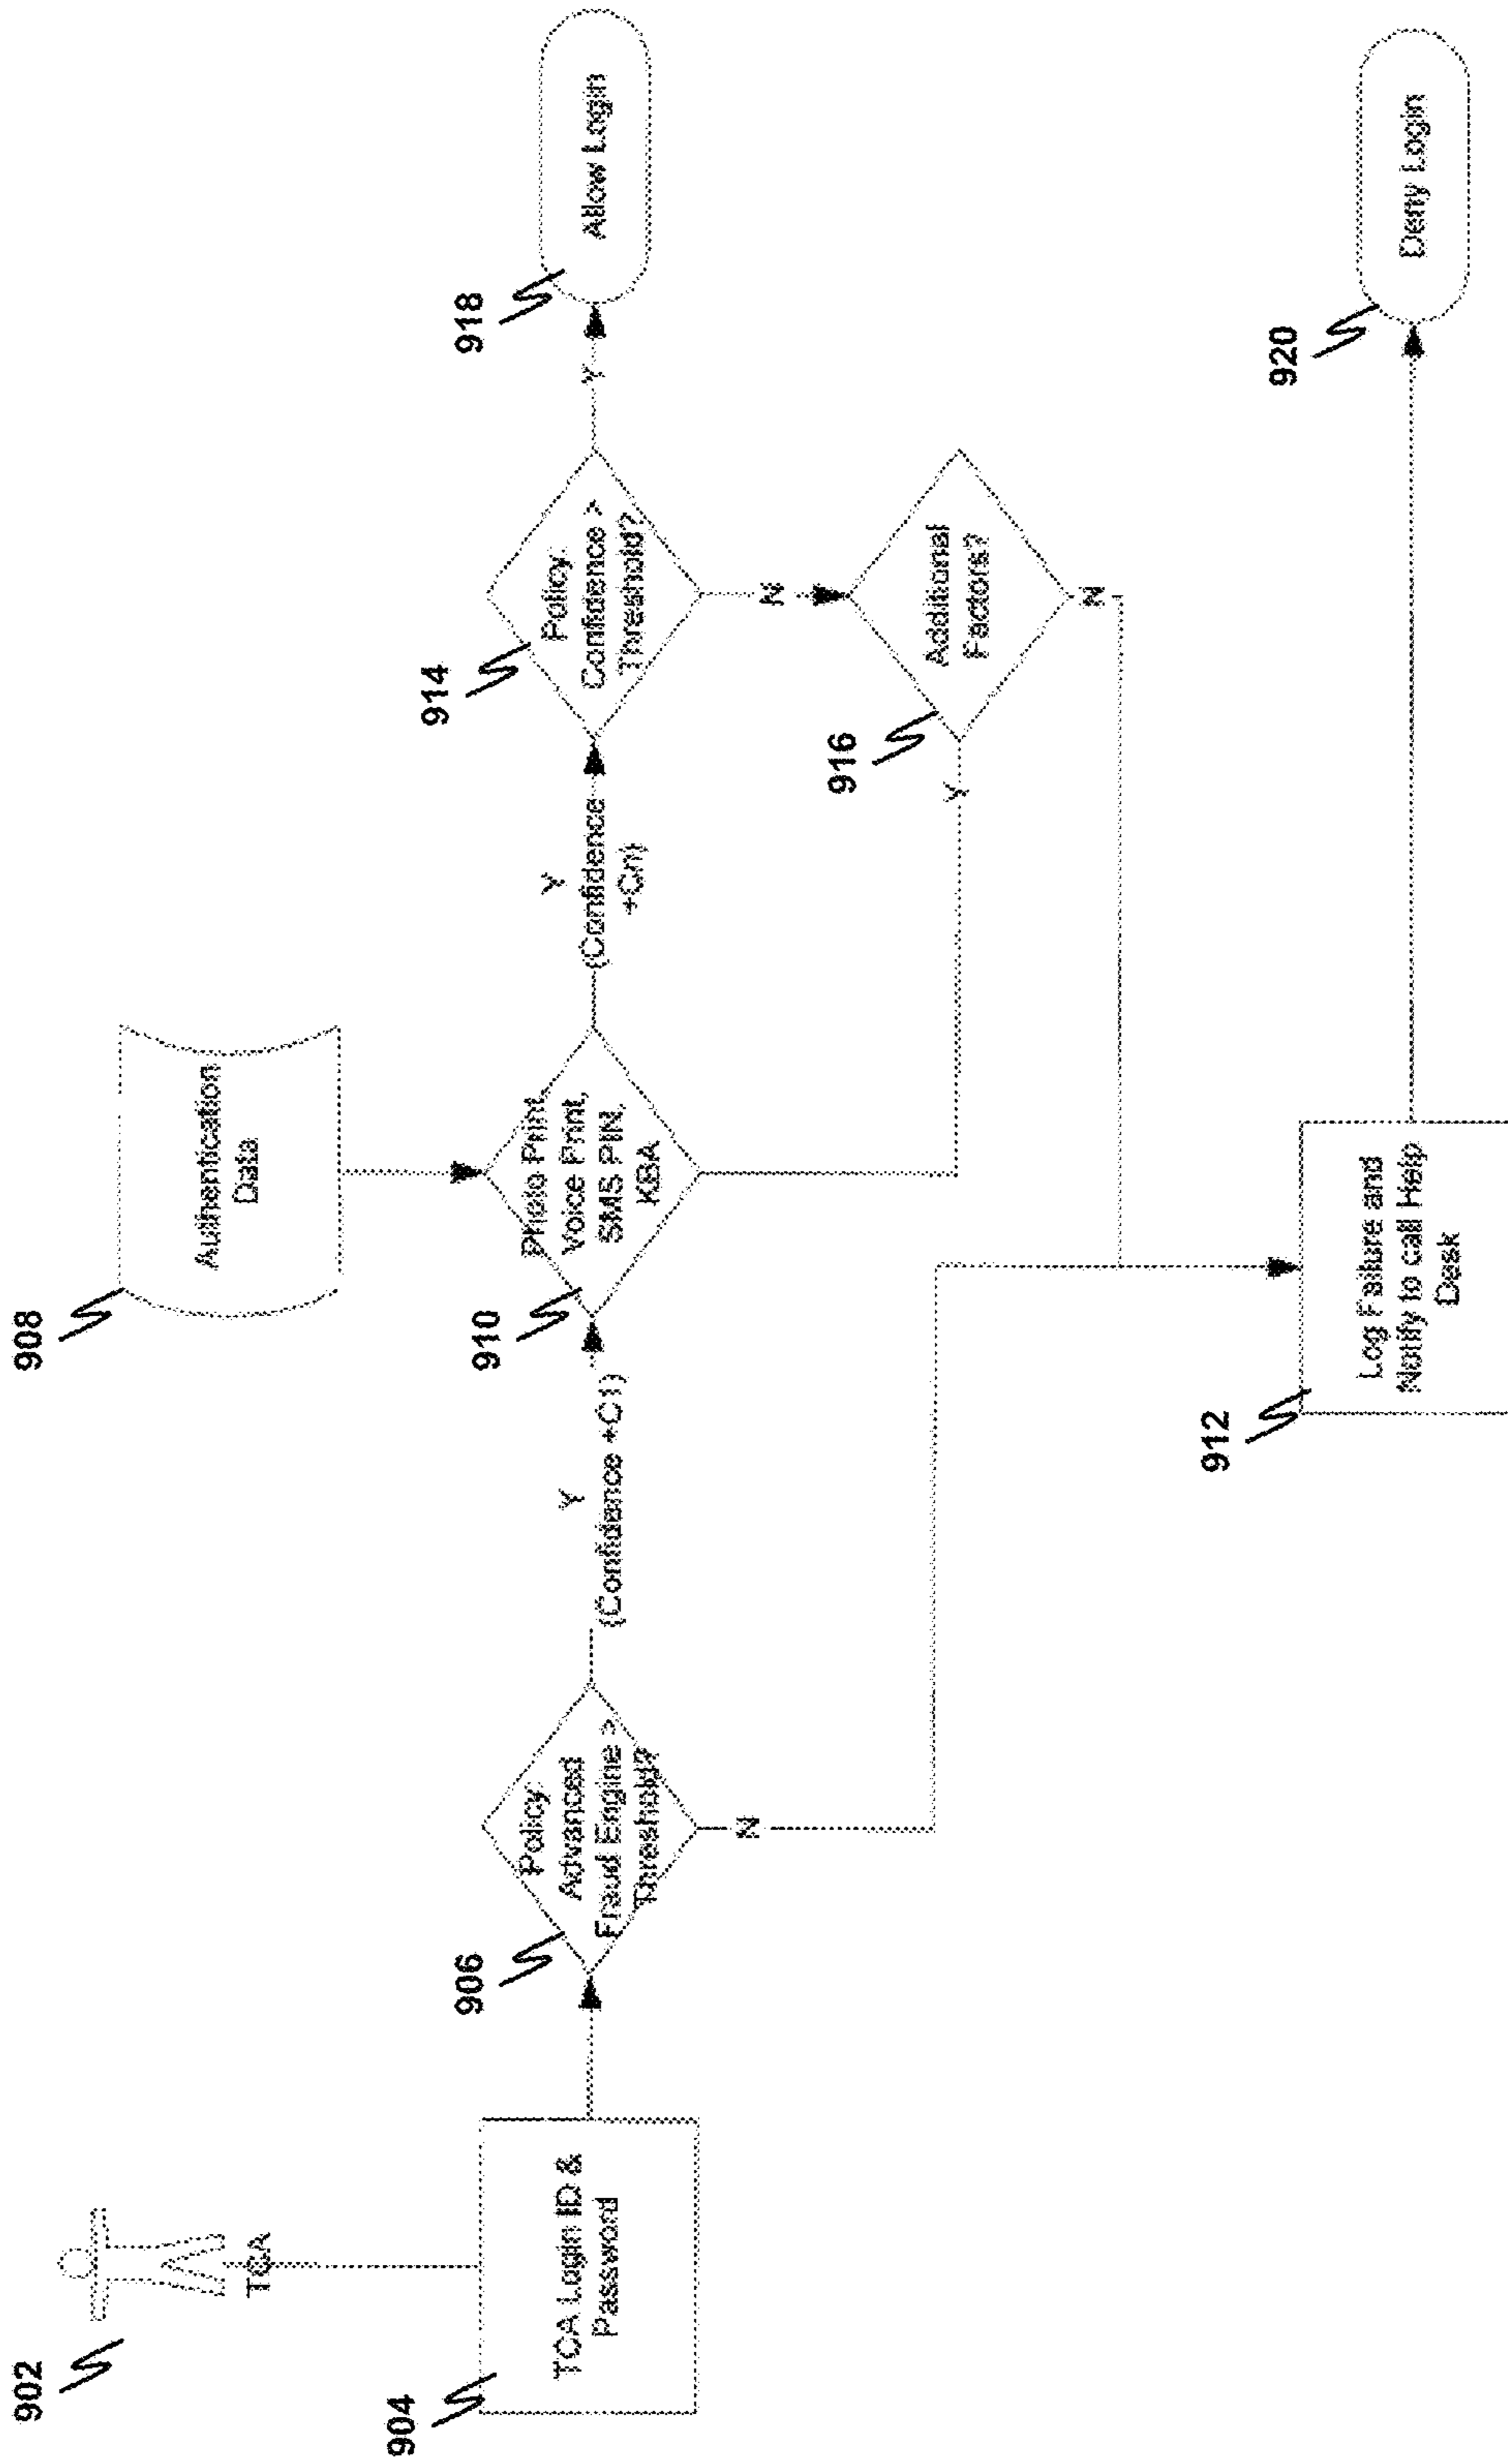 902
TCA
904
TCA Login ID &
Password
906
Policy:
Advanced
Fraud Engine >
Threshold?
N
Y
(Confidence +C1)
908
Authentication
Data
910
Photo Print,
Voice Print,
SMS PIN,
KBA
Y
(Confidence
+Cn)
914
Policy:
Confidence >
Threshold?
Y
918
Allow Login
N
916
Additional
Factors?
Y
N
912
Log Failure and
Notify to call Help
Desk
920
Deny Login